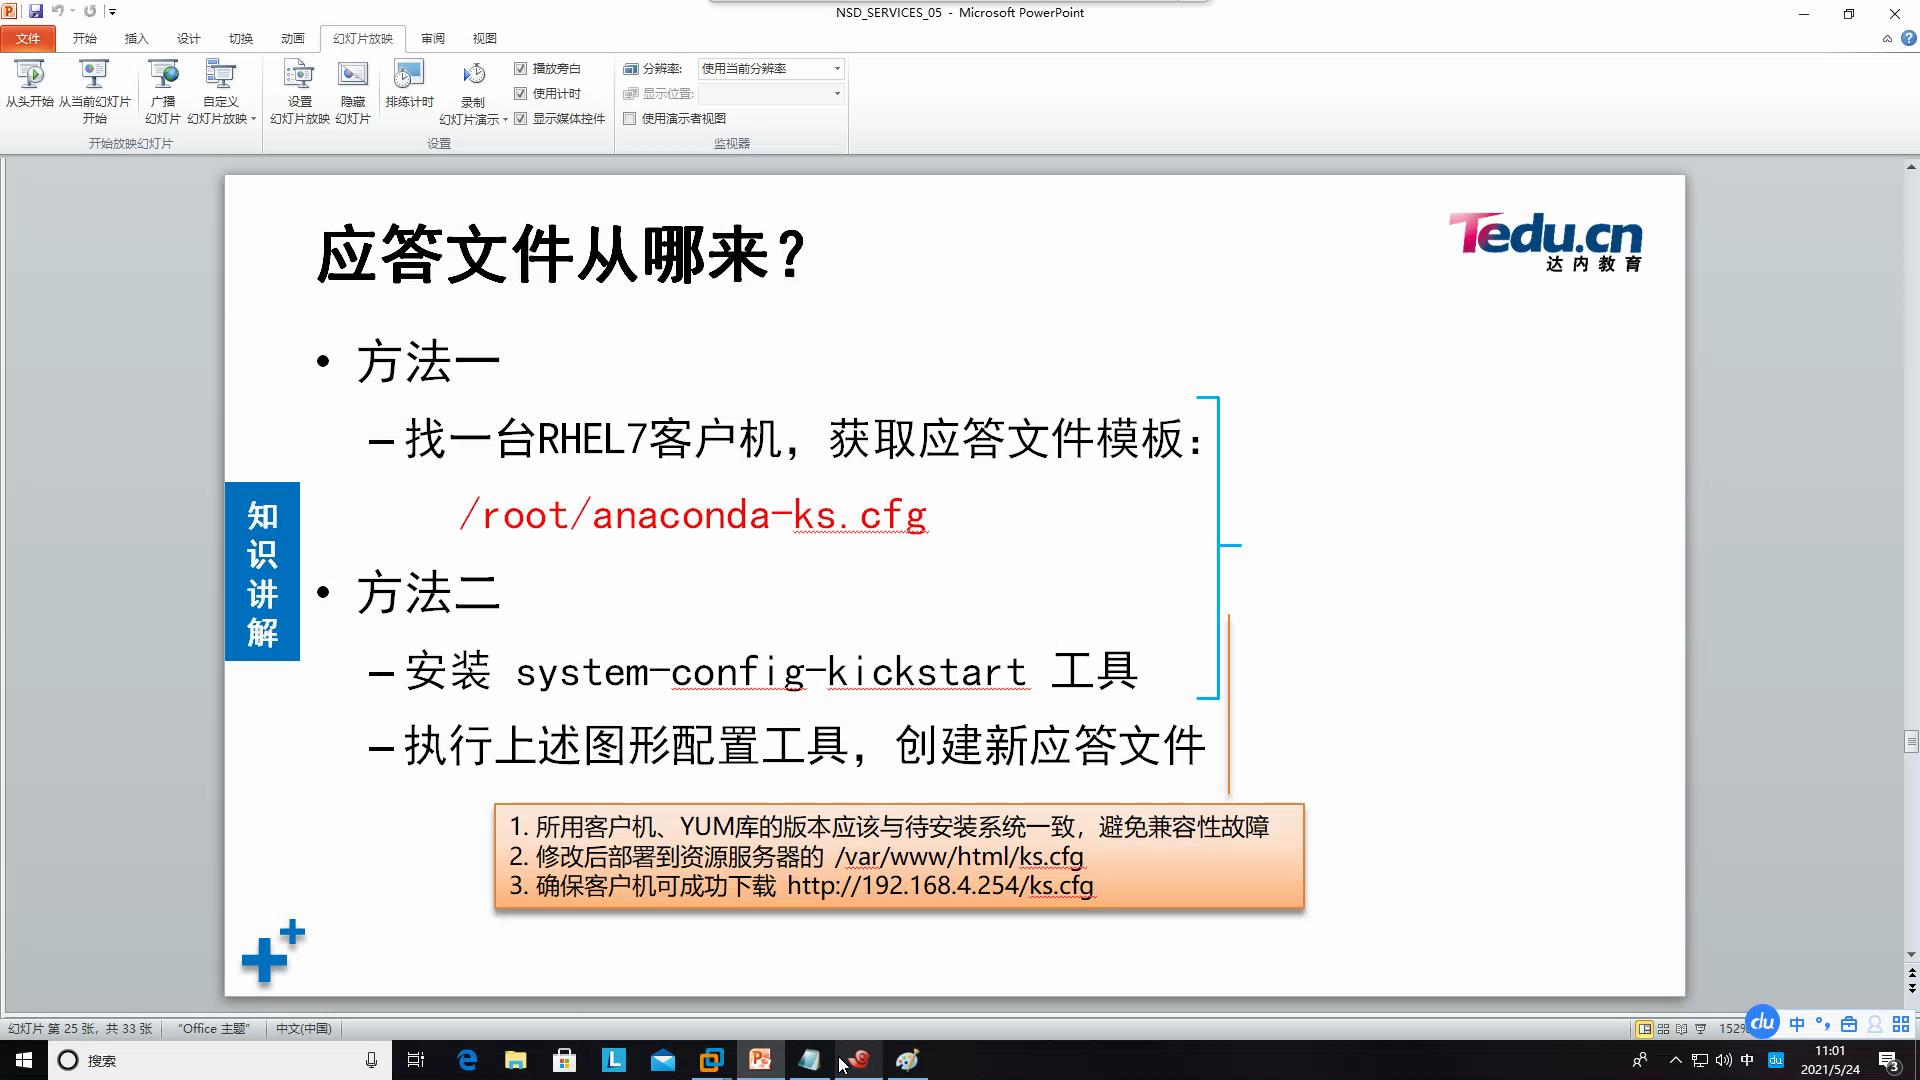 NSD_SERVICES_05 - Microsoft PowerPoint
文件 开始 插入 设计 切换 动画 幻灯片放映 审阅 视图
从头开始
从当前幻灯片
开始
广播
幻灯片
自定义
幻灯片放映
设置
幻灯片放映
隐藏
幻灯片
排练计时
录制
幻灯片演示
播放旁白
使用计时
显示媒体控件
分辨率: 使用当前分辨率
显示位置:
使用演示者视图
开始放映幻灯片
设置
监视器
应答文件从哪来?
Tedu.cn
达内教育
• 方法一
– 找一台RHEL7客户机，获取应答文件模板：
/root/anaconda-ks.cfg
知识讲解
• 方法二
– 安装 system-config-kickstart 工具
– 执行上述图形配置工具，创建新应答文件
1. 所用客户机、YUM库的版本应该与待安装系统一致，避免兼容性故障
2. 修改后部署到资源服务器的 /var/www/html/ks.cfg
3. 确保客户机可成功下载 http://192.168.4.254/ks.cfg
幻灯片 第 25 张，共 33 张 "Office 主题" 中文(中国)
152%
du 中
搜索
中 du
11:01
2021/5/24
3